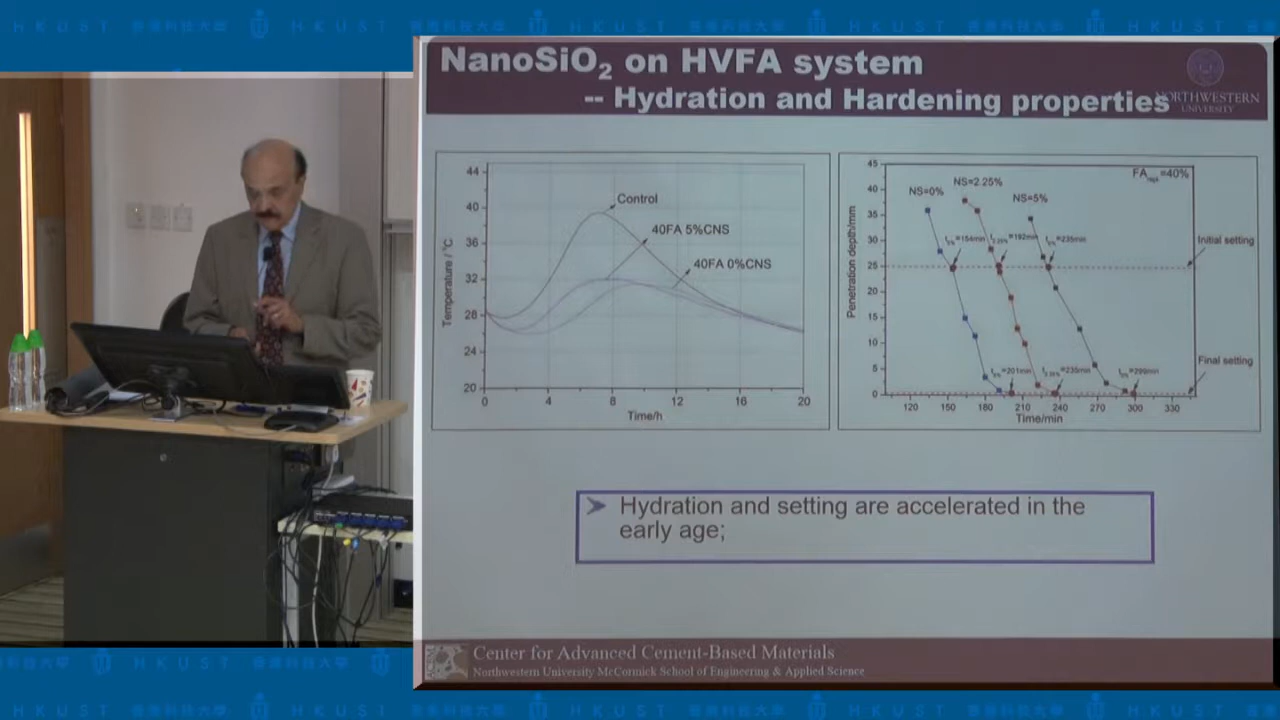 HKUST 香港科技大學 HKUST 香港科技大學 HKUST 香港科技大學 HKUST
NanoSiO₂ on HVFA system
-- Hydration and Hardening properties
NORTHWESTERN
UNIVERSITY
44
40
36
32
28
24
20
Temperature / °C
Control
40FA 5%CNS
40FA 0%CNS
0 4 8 12 16 20
Time/h
45
40
35
30
25
20
15
10
5
0
Penetration depth/mm
NS=0%
NS=2.25%
NS=5%
=40%
=154min
=192min
=235min
Initial setting
=201min
=299min
Final setting
120 150 180 210 240 270 300 330
Time/min
Hydration and setting are accelerated in the
early age;
Center for Advanced Cement-Based Materials
Northwestern University McCormick School of Engineering & Applied Science
HKUST 香港科技大學
HKUST 香港科技大學 HKUST 香港科技大學 HKUST 香港科技大學 HKUST